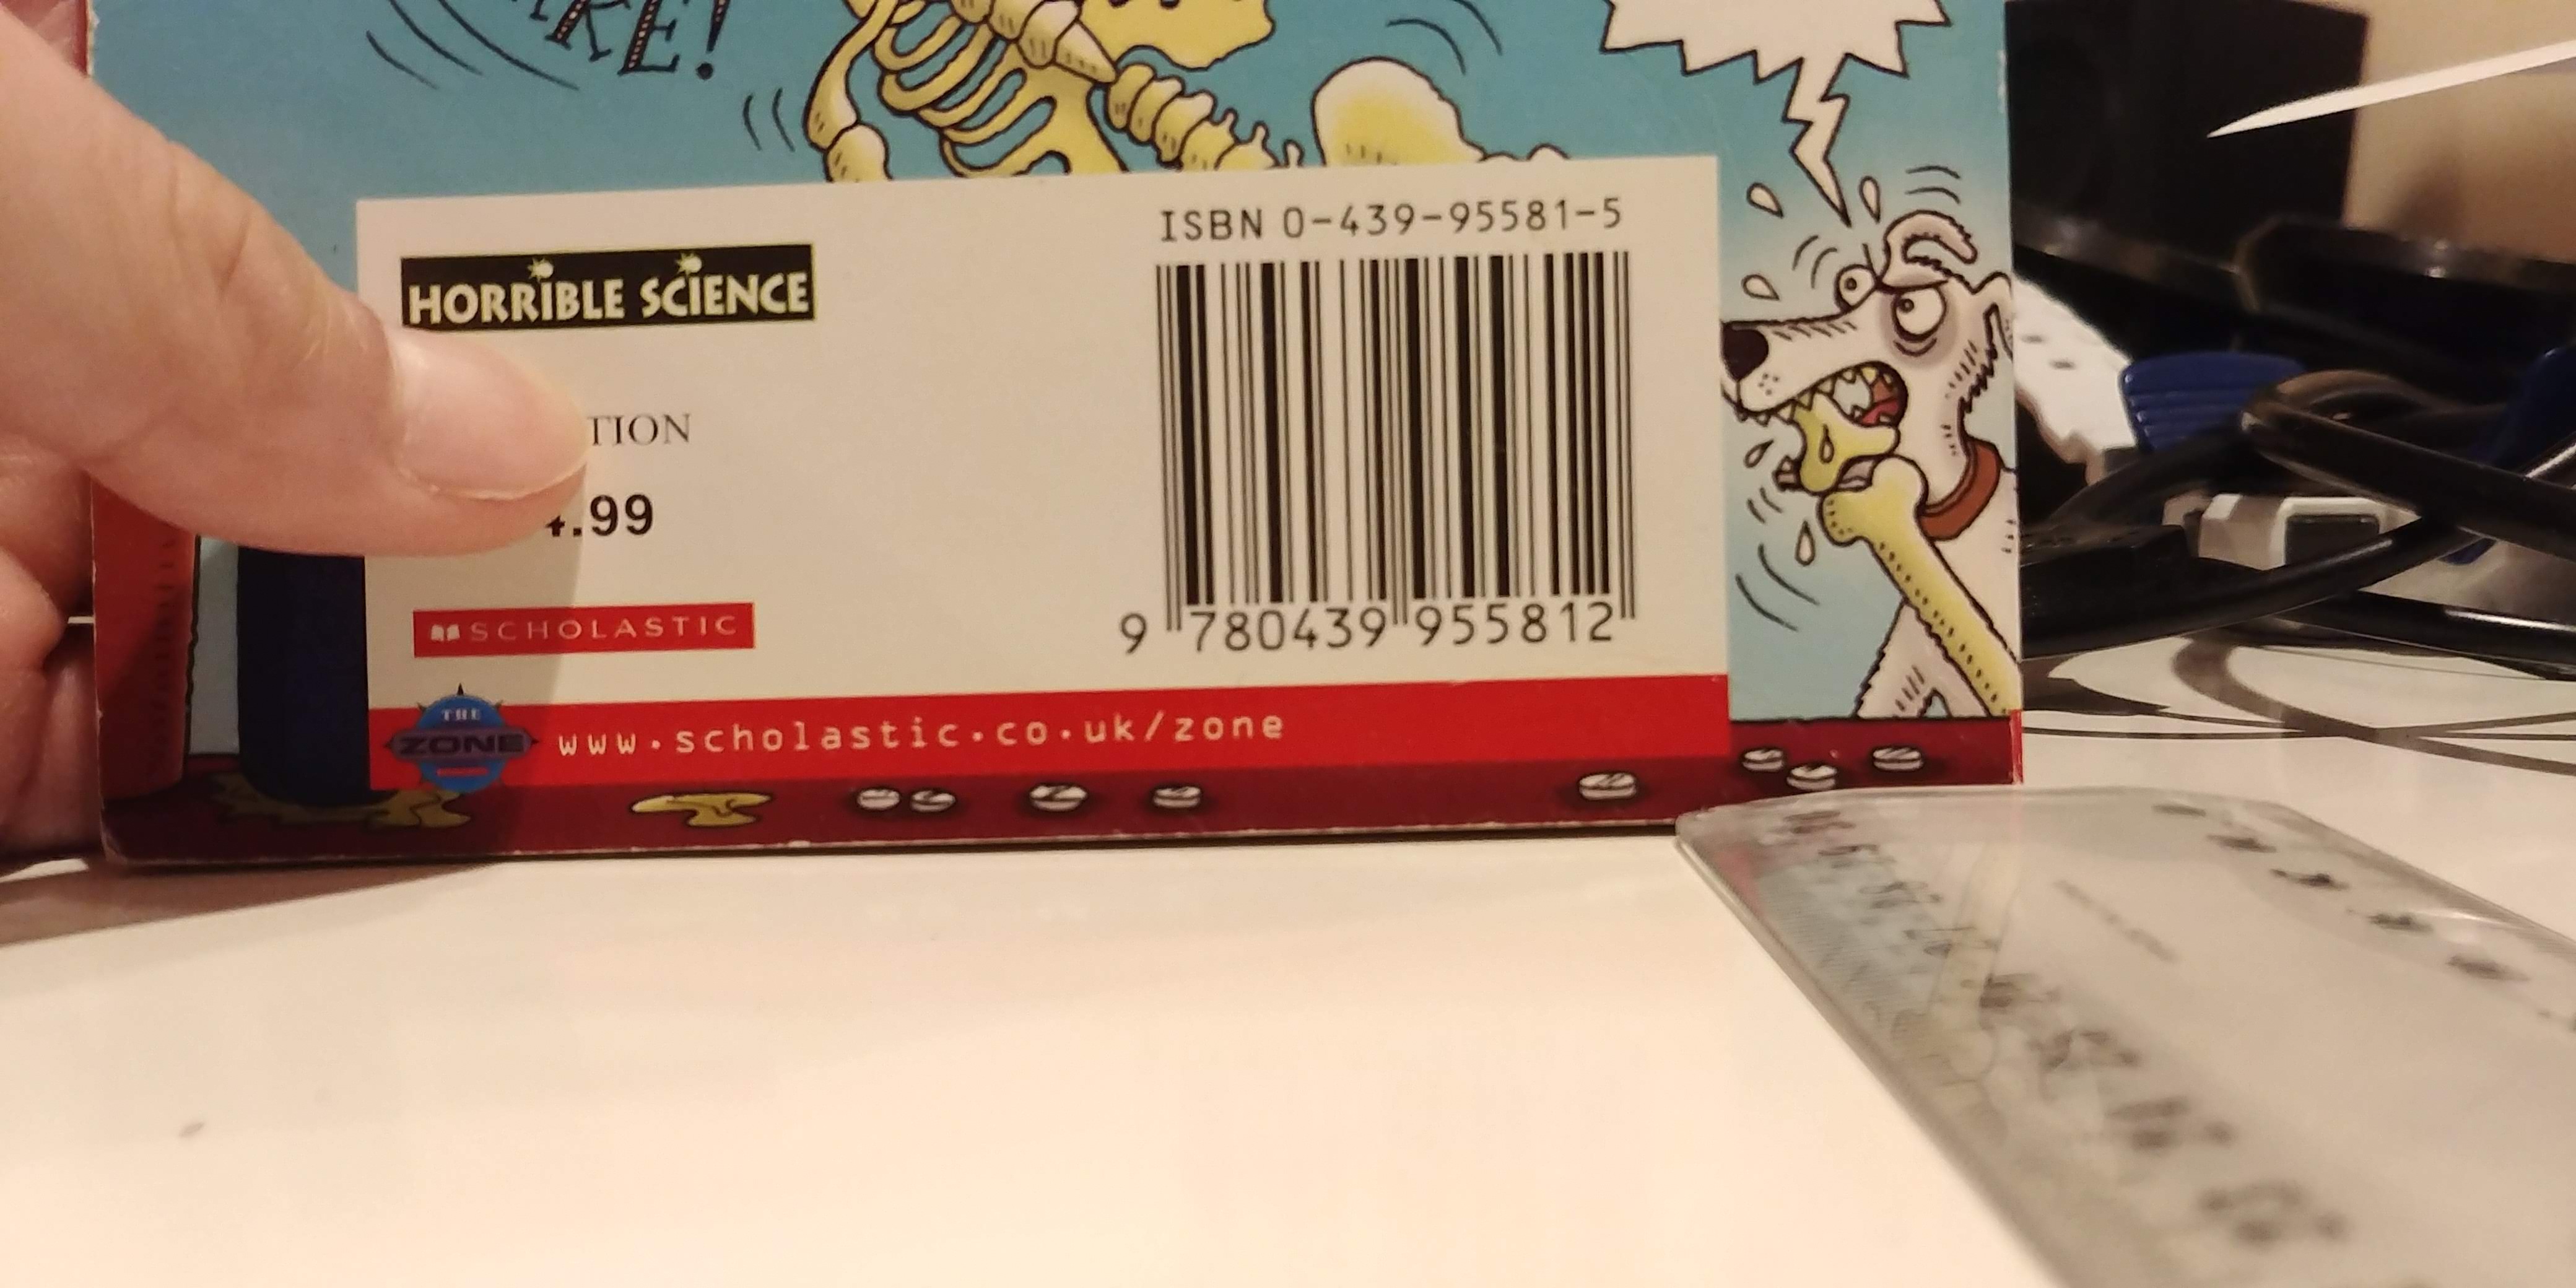 ISBN 0-439-95581-5
HORRIBLE SCIENCE
.99
SCHOLASTIC
9 780439 955812
THE
ZONE
www.scholastic.co.uk/zone